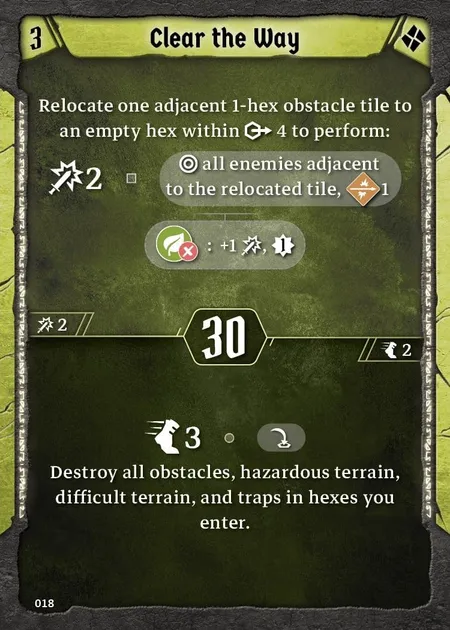 3
Clear the Way
Relocate one adjacent 1-hex obstacle tile to
an empty hex within 4 to perform:
2
all enemies adjacent
to the relocated tile, 1
: +1 , 1
2
30
2
3
Destroy all obstacles, hazardous terrain,
difficult terrain, and traps in hexes you
enter.
018